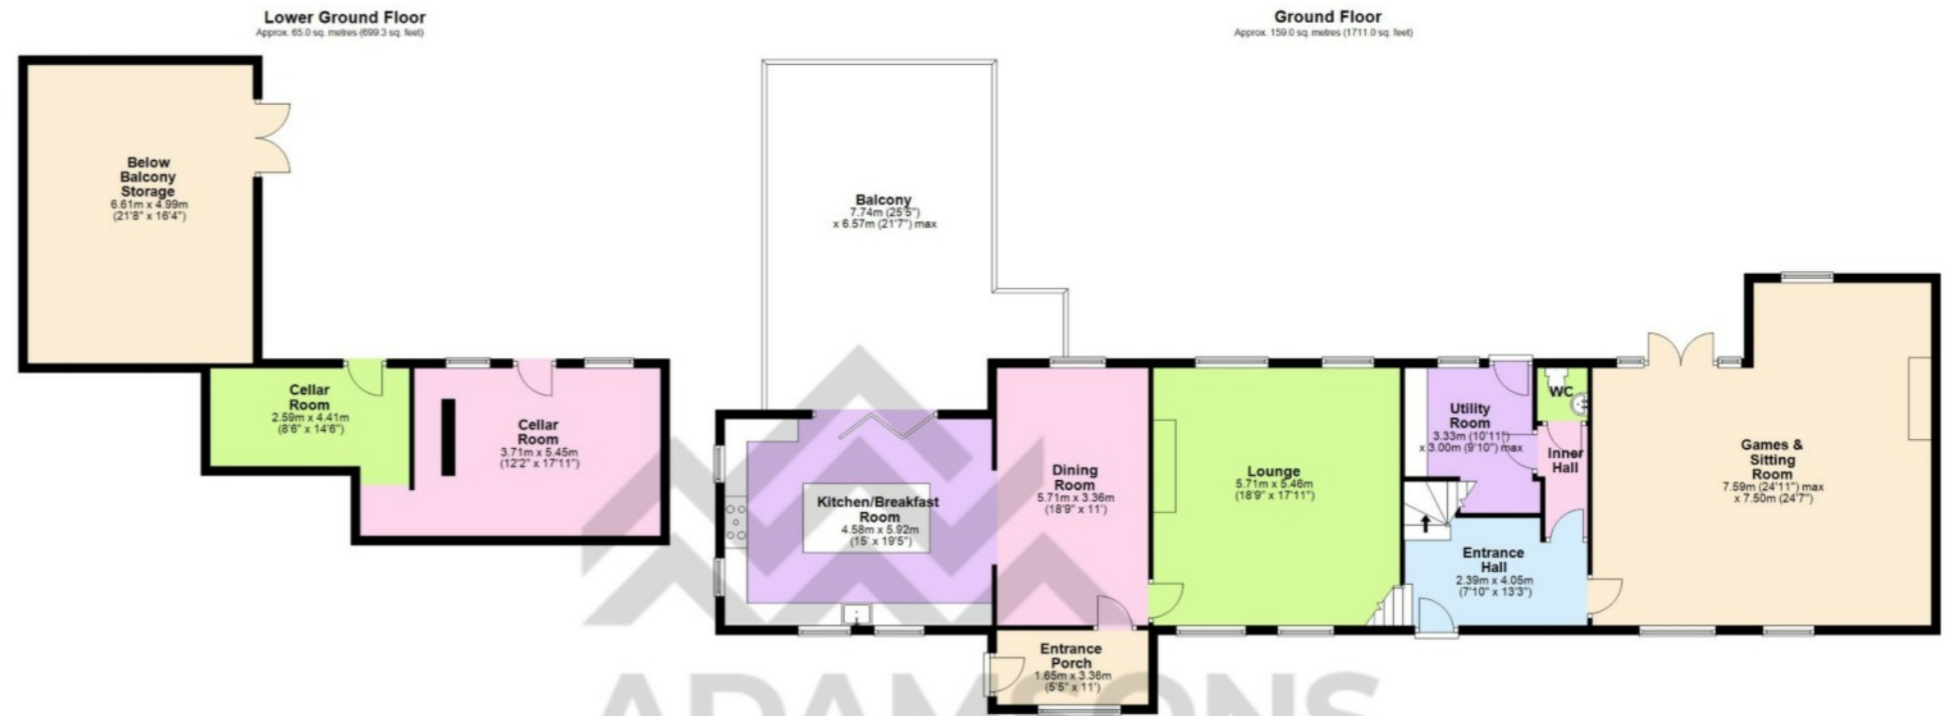 Lower Ground Floor
Approx. 65.0 sq. metres (699.3 sq. feet)
Ground Floor
Approx. 159.0 sq. metres (1711.0 sq. feet)
Below
Balcony
Storage
6.61m x 4.99m
(21'8" x 16'4")
Cellar
Room
2.59m x 4.41m
(8'6" x 14'6")
Cellar
Room
3.71m x 5.45m
(12'2" x 17'11")
Balcony
7.74m (25'5")
x 6.57m (21'7") max
Kitchen/Breakfast
Room
4.58m x 5.92m
(15' x 19'5")
Dining
Room
5.71m x 3.36m
(18'9" x 11')
Entrance
Porch
1.65m x 3.36m
(5'5" x 11')
Lounge
5.71m x 5.46m
(18'9" x 17'11")
Utility
Room
3.33m (10'11")
x 3.00m (9'10") max
WC
Inner
Hall
Entrance
Hall
2.39m x 4.05m
(7'10" x 13'3")
Games &
Sitting
Room
7.59m (24'11") max
x 7.50m (24'7")
ADAMSONS